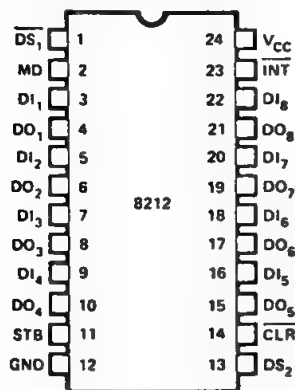 DS₁ 1 24 VCC
MD 2 23 INT
DI₁ 3 22 DI₈
DO₁ 4 21 DO₈
DI₂ 5 20 DI₇
DO₂ 6 19 DO₇
DI₃ 7 18 DI₆
8212
DO₃ 8 17 DO₆
DI₄ 9 16 DI₅
DO₄ 10 15 DO₅
STB 11 14 CLR
GND 12 13 DS₂